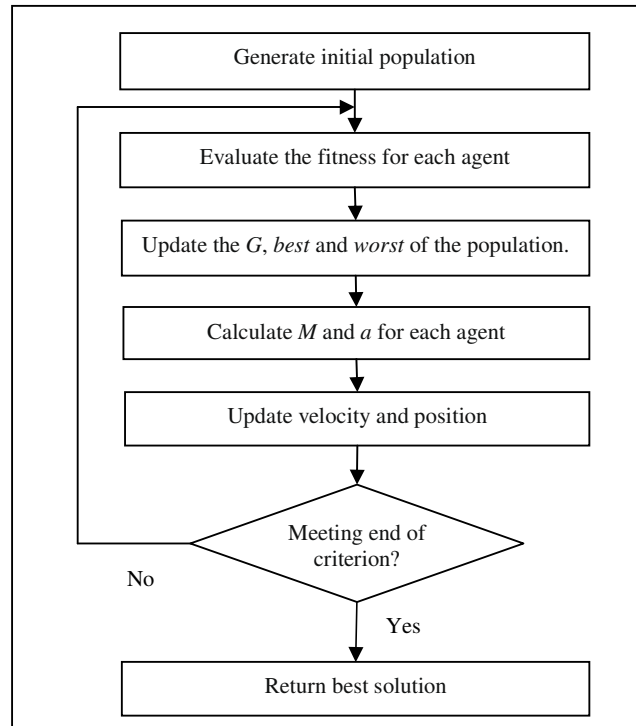 Generate initial population
Evaluate the fitness for each agent
Update the G, best and worst of the population.
Calculate M and a for each agent
Update velocity and position
Meeting end of
criterion?
No
Yes
Return best solution